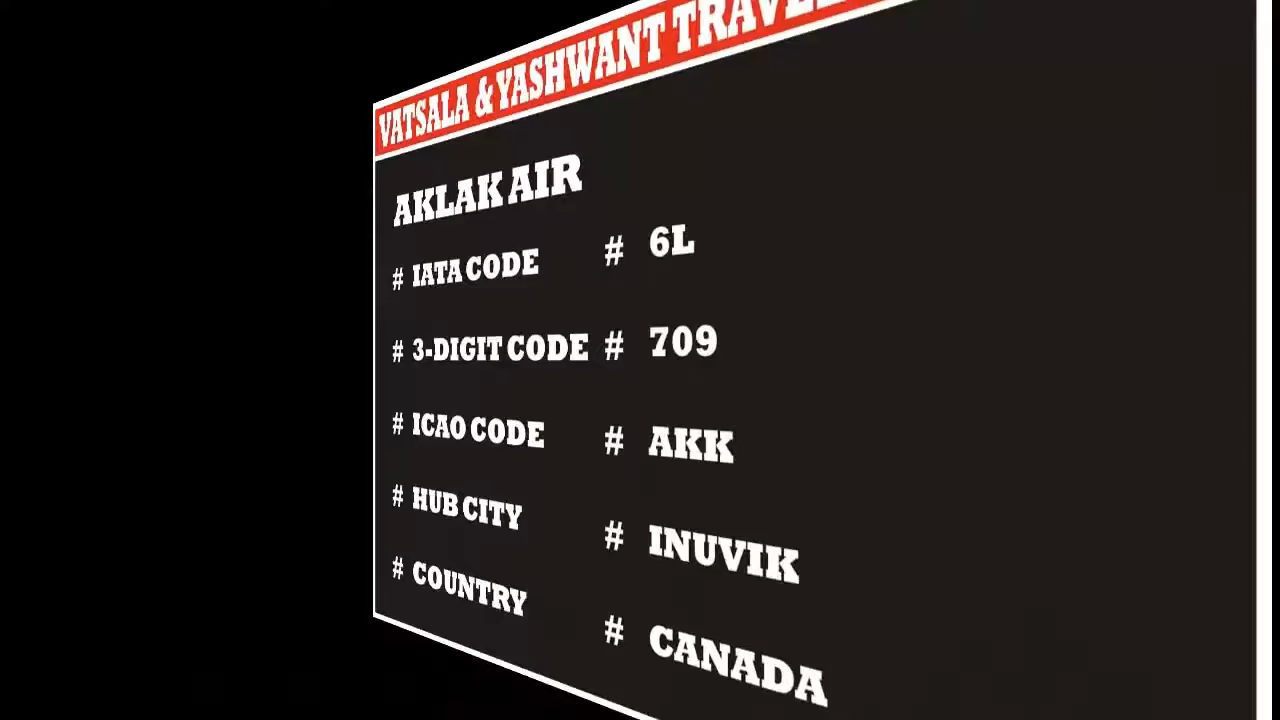 VATSALA & YASHWANT
AKLAK AIR
# IATA CODE # 6L
# 3-DIGIT CODE # 709
# ICAO CODE # AKK
# HUB CITY # INUVIK
# COUNTRY # CANADA